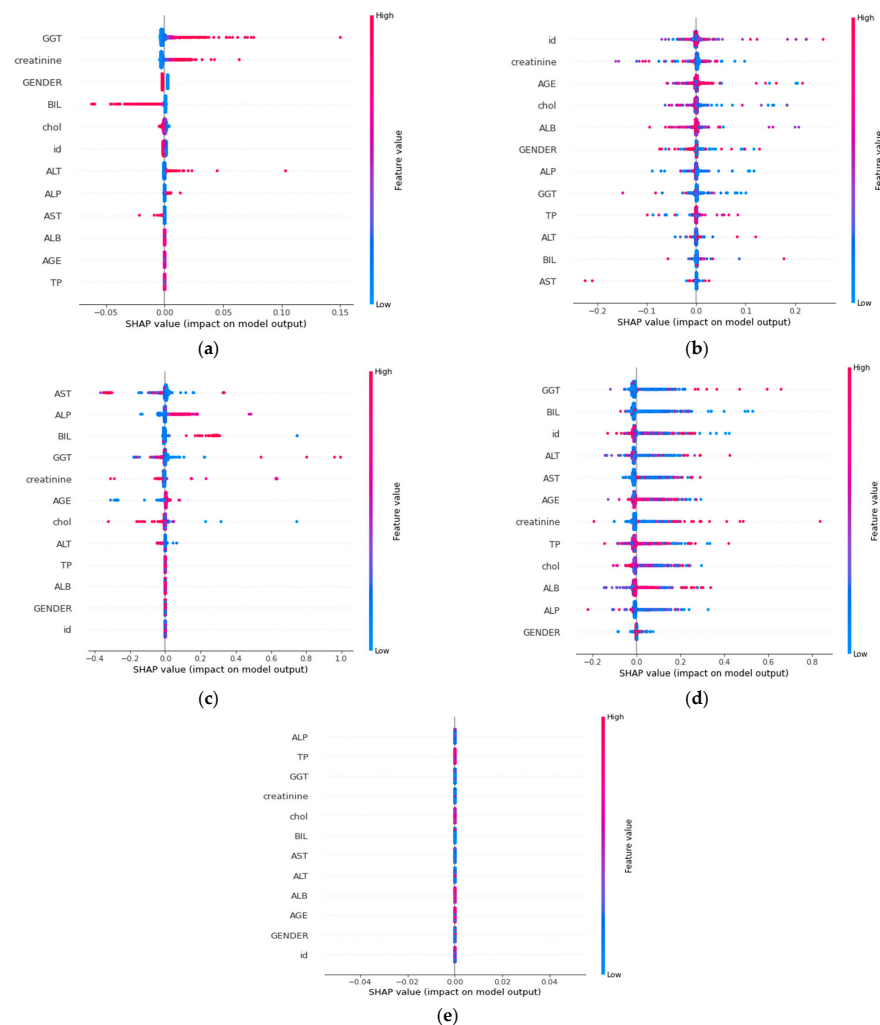 High
GGT
creatinine
GENDER
BIL
chol
id
ALT
ALP
AST
ALB
AGE
TP
Feature value
Low
−0.05 0.00 0.05 0.10 0.15
SHAP value (impact on model output)
(a)
High
id
creatinine
AGE
chol
ALB
GENDER
ALP
GGT
TP
ALT
BIL
AST
Feature value
Low
−0.2 −0.1 0.0 0.1 0.2
SHAP value (impact on model output)
(b)
High
AST
ALP
BIL
GGT
creatinine
AGE
chol
ALT
TP
ALB
GENDER
id
Feature value
Low
−0.4 −0.2 0.0 0.2 0.4 0.6 0.8 1.0
SHAP value (impact on model output)
(c)
High
GGT
BIL
id
ALT
AST
AGE
creatinine
TP
chol
ALB
ALP
GENDER
Feature value
Low
−0.2 0.0 0.2 0.4 0.6 0.8
SHAP value (impact on model output)
(d)
High
ALP
TP
GGT
creatinine
chol
BIL
AST
ALT
ALB
AGE
GENDER
id
Feature value
Low
−0.04 −0.02 0.00 0.02 0.04
SHAP value (impact on model output)
(e)